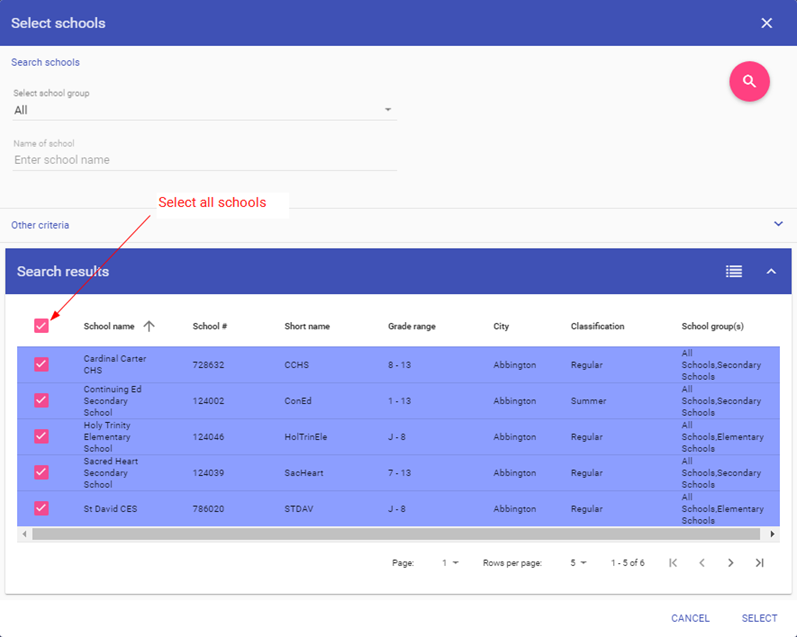 Select schools
Search schools
Select school group
All
Name of school
Enter school name
Select all schools
Other criteria
Search results
School name School # Short name Grade range City Classification School group(s)
Cardinal Carter CHS 728632 CCHS 8 - 13 Abbington Regular All Schools,Secondary Schools
Continuing Ed Secondary School 124002 ConEd 1 - 13 Abbington Summer All Schools,Secondary Schools
Holy Trinity Elementary School 124046 HolTrinEle J - 8 Abbington Regular All Schools,Elementary Schools
Sacred Heart Secondary School 124039 SacHeart 7 - 13 Abbington Regular All Schools,Secondary Schools
St David CES 786020 STDAV J - 8 Abbington Regular All Schools,Elementary Schools
Page: 1 Rows per page: 5 1 - 5 of 6
CANCEL SELECT